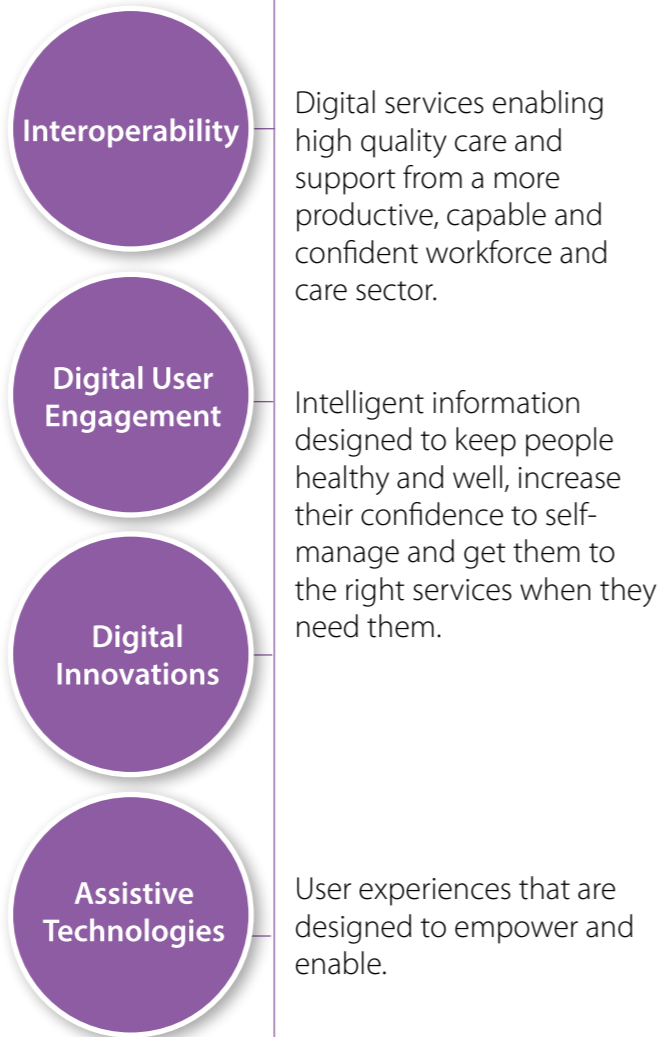 Interoperability
Digital services enabling
high quality care and
support from a more
productive, capable and
confident workforce and
care sector.
Digital User
Engagement
Intelligent information
designed to keep people
healthy and well, increase
their confidence to self-
manage and get them to
the right services when they
need them.
Digital
Innovations
Assistive
Technologies
User experiences that are
designed to empower and
enable.